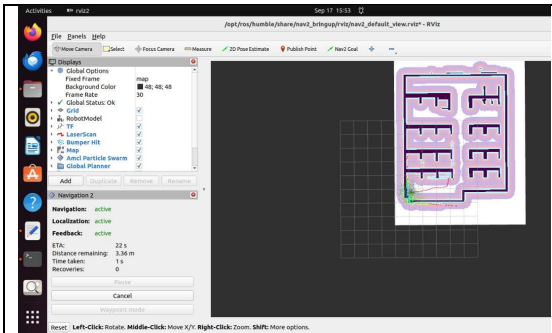 Activities rviz2 Sep 17 15:53
/opt/ros/humble/share/nav2_bringup/rviz/nav2_default_view.rviz* - RViz
File Panels Help
Move Camera Select Focus Camera Measure 2D Pose Estimate Publish Point Nav2 Goal
Displays
Global Options
Fixed Frame map
Background Color 48; 48; 48
Frame Rate 30
Global Status: Ok
Grid
RobotModel
TF
LaserScan
Bumper Hit
Map
Amcl Particle Swarm
Global Planner
Add Duplicate Remove Rename
Navigation 2
Navigation: active
Localization: active
Feedback: active
ETA: 22 s
Distance remaining: 3.36 m
Time taken: 1 s
Recoveries: 0
Pause
Cancel
Waypoint mode
Reset Left-Click: Rotate. Middle-Click: Move X/Y. Right-Click: Zoom. Shift: More options.